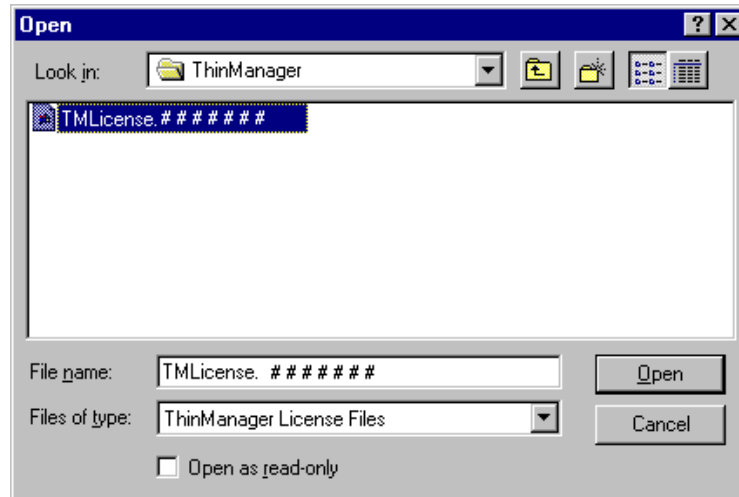 Open
Look in: ThinManager
TMLicense.#######
File name: TMLicense. ####### Open
Files of type: ThinManager License Files Cancel
Open as read-only